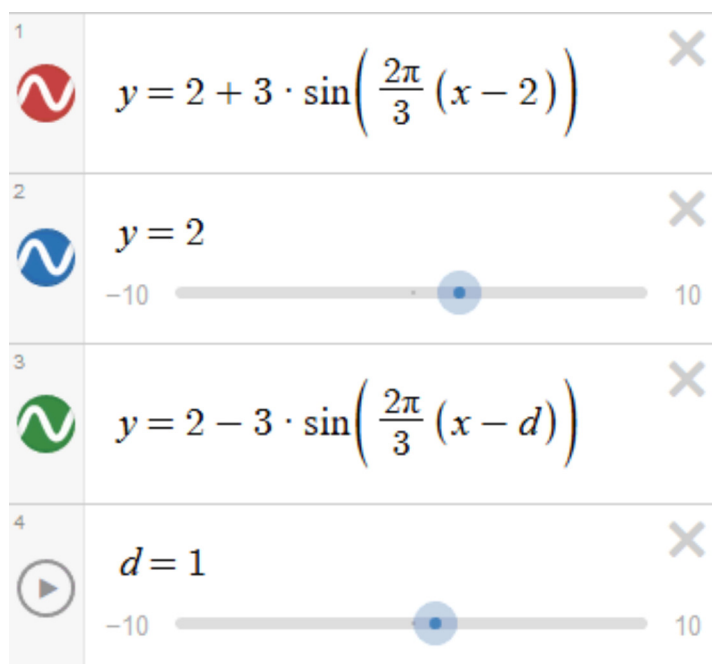 1
y = 2 + 3 · sin( 2π/3 (x − 2))
2
y = 2
−10 10
3
y = 2 − 3 · sin( 2π/3 (x − d))
4
d = 1
−10 10